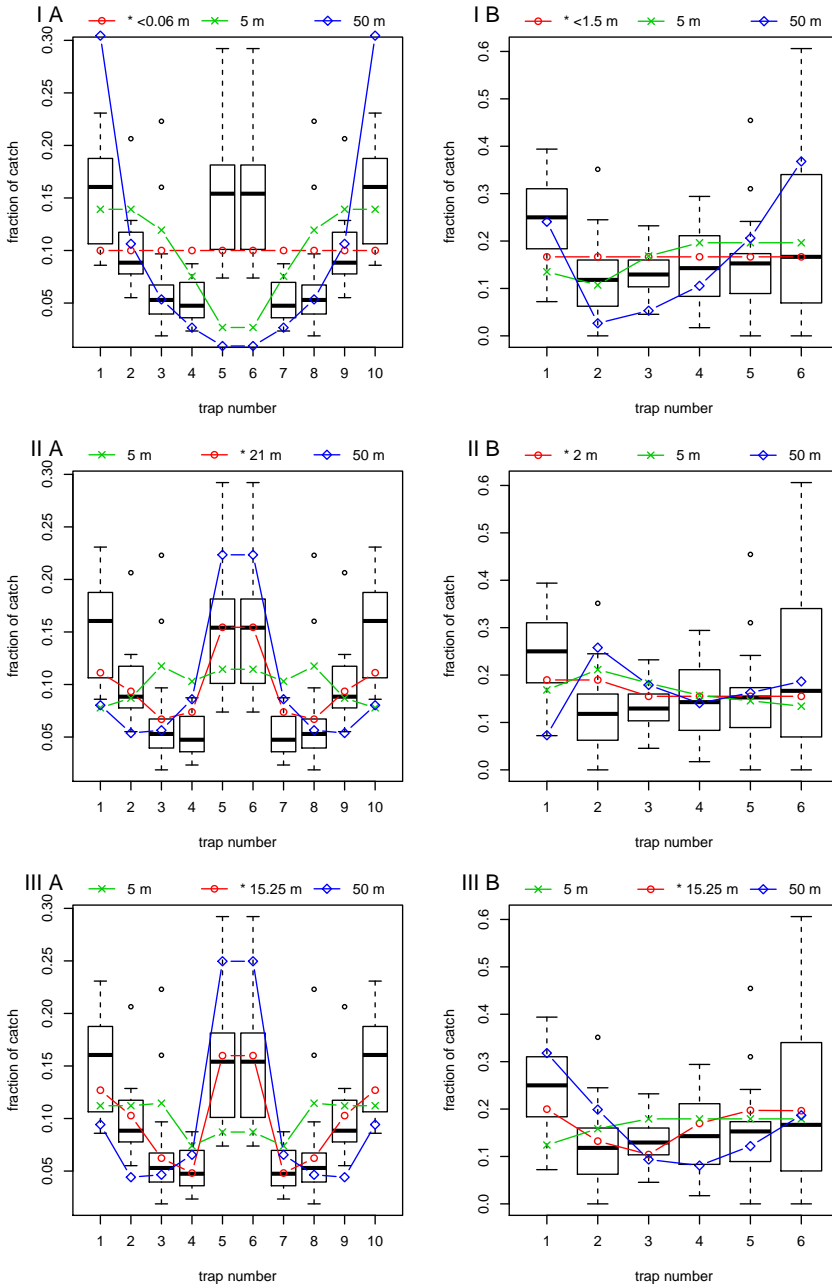 I A
* <0.06 m 5 m 50 m
fraction of catch
0.30
0.25
0.20
0.15
0.10
0.05
1 2 3 4 5 6 7 8 9 10
trap number
I B
* <1.5 m 5 m 50 m
fraction of catch
0.6
0.5
0.4
0.3
0.2
0.1
0.0
1 2 3 4 5 6
trap number
II A
5 m * 21 m 50 m
fraction of catch
0.30
0.25
0.20
0.15
0.10
0.05
1 2 3 4 5 6 7 8 9 10
trap number
II B
* 2 m 5 m 50 m
fraction of catch
0.6
0.5
0.4
0.3
0.2
0.1
0.0
1 2 3 4 5 6
trap number
III A
5 m * 15.25 m 50 m
fraction of catch
0.30
0.25
0.20
0.15
0.10
0.05
1 2 3 4 5 6 7 8 9 10
trap number
III B
5 m * 15.25 m 50 m
fraction of catch
0.6
0.5
0.4
0.3
0.2
0.1
0.0
1 2 3 4 5 6
trap number